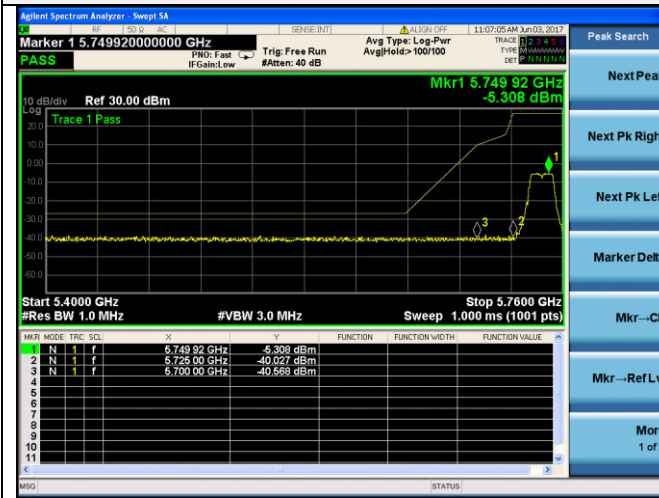 Agilent Spectrum Analyzer - Swept SA
RF 50 Ω AC SENSE:INT ALIGN OFF 11:07:05 AM Jun 03, 2017
Marker 1 5.749920000000 GHz
PASS
PNO: Fast
IFGain:Low
Trig: Free Run
#Atten: 40 dB
Avg Type: Log-Pwr
Avg|Hold:> 100/100
TRACE 1 2 3 4 5 6
TYPE M
DET P N N N N N
Mkr1 5.749 92 GHz
-5.308 dBm
10 dB/div Ref 30.00 dBm
Log
Trace 1 Pass
20.0
10.0
0.00
-10.0
-20.0
-30.0
-40.0
-50.0
-60.0
1
2
3
Start 5.4000 GHz Stop 5.7600 GHz
#Res BW 1.0 MHz #VBW 3.0 MHz Sweep 1.000 ms (1001 pts)
MKR MODE TRC SCL X Y FUNCTION FUNCTION WIDTH FUNCTION VALUE
1 N 1 f 5.749 92 GHz -5.308 dBm
2 N 1 f 5.725 00 GHz -40.027 dBm
3 N 1 f 5.700 00 GHz -40.568 dBm
4
5
6
7
8
9
10
11
MSG STATUS
Peak Search
Next Pea
Next Pk Righ
Next Pk Le
Marker Delt
Mkr→C
Mkr→Ref L
Mor
1 of